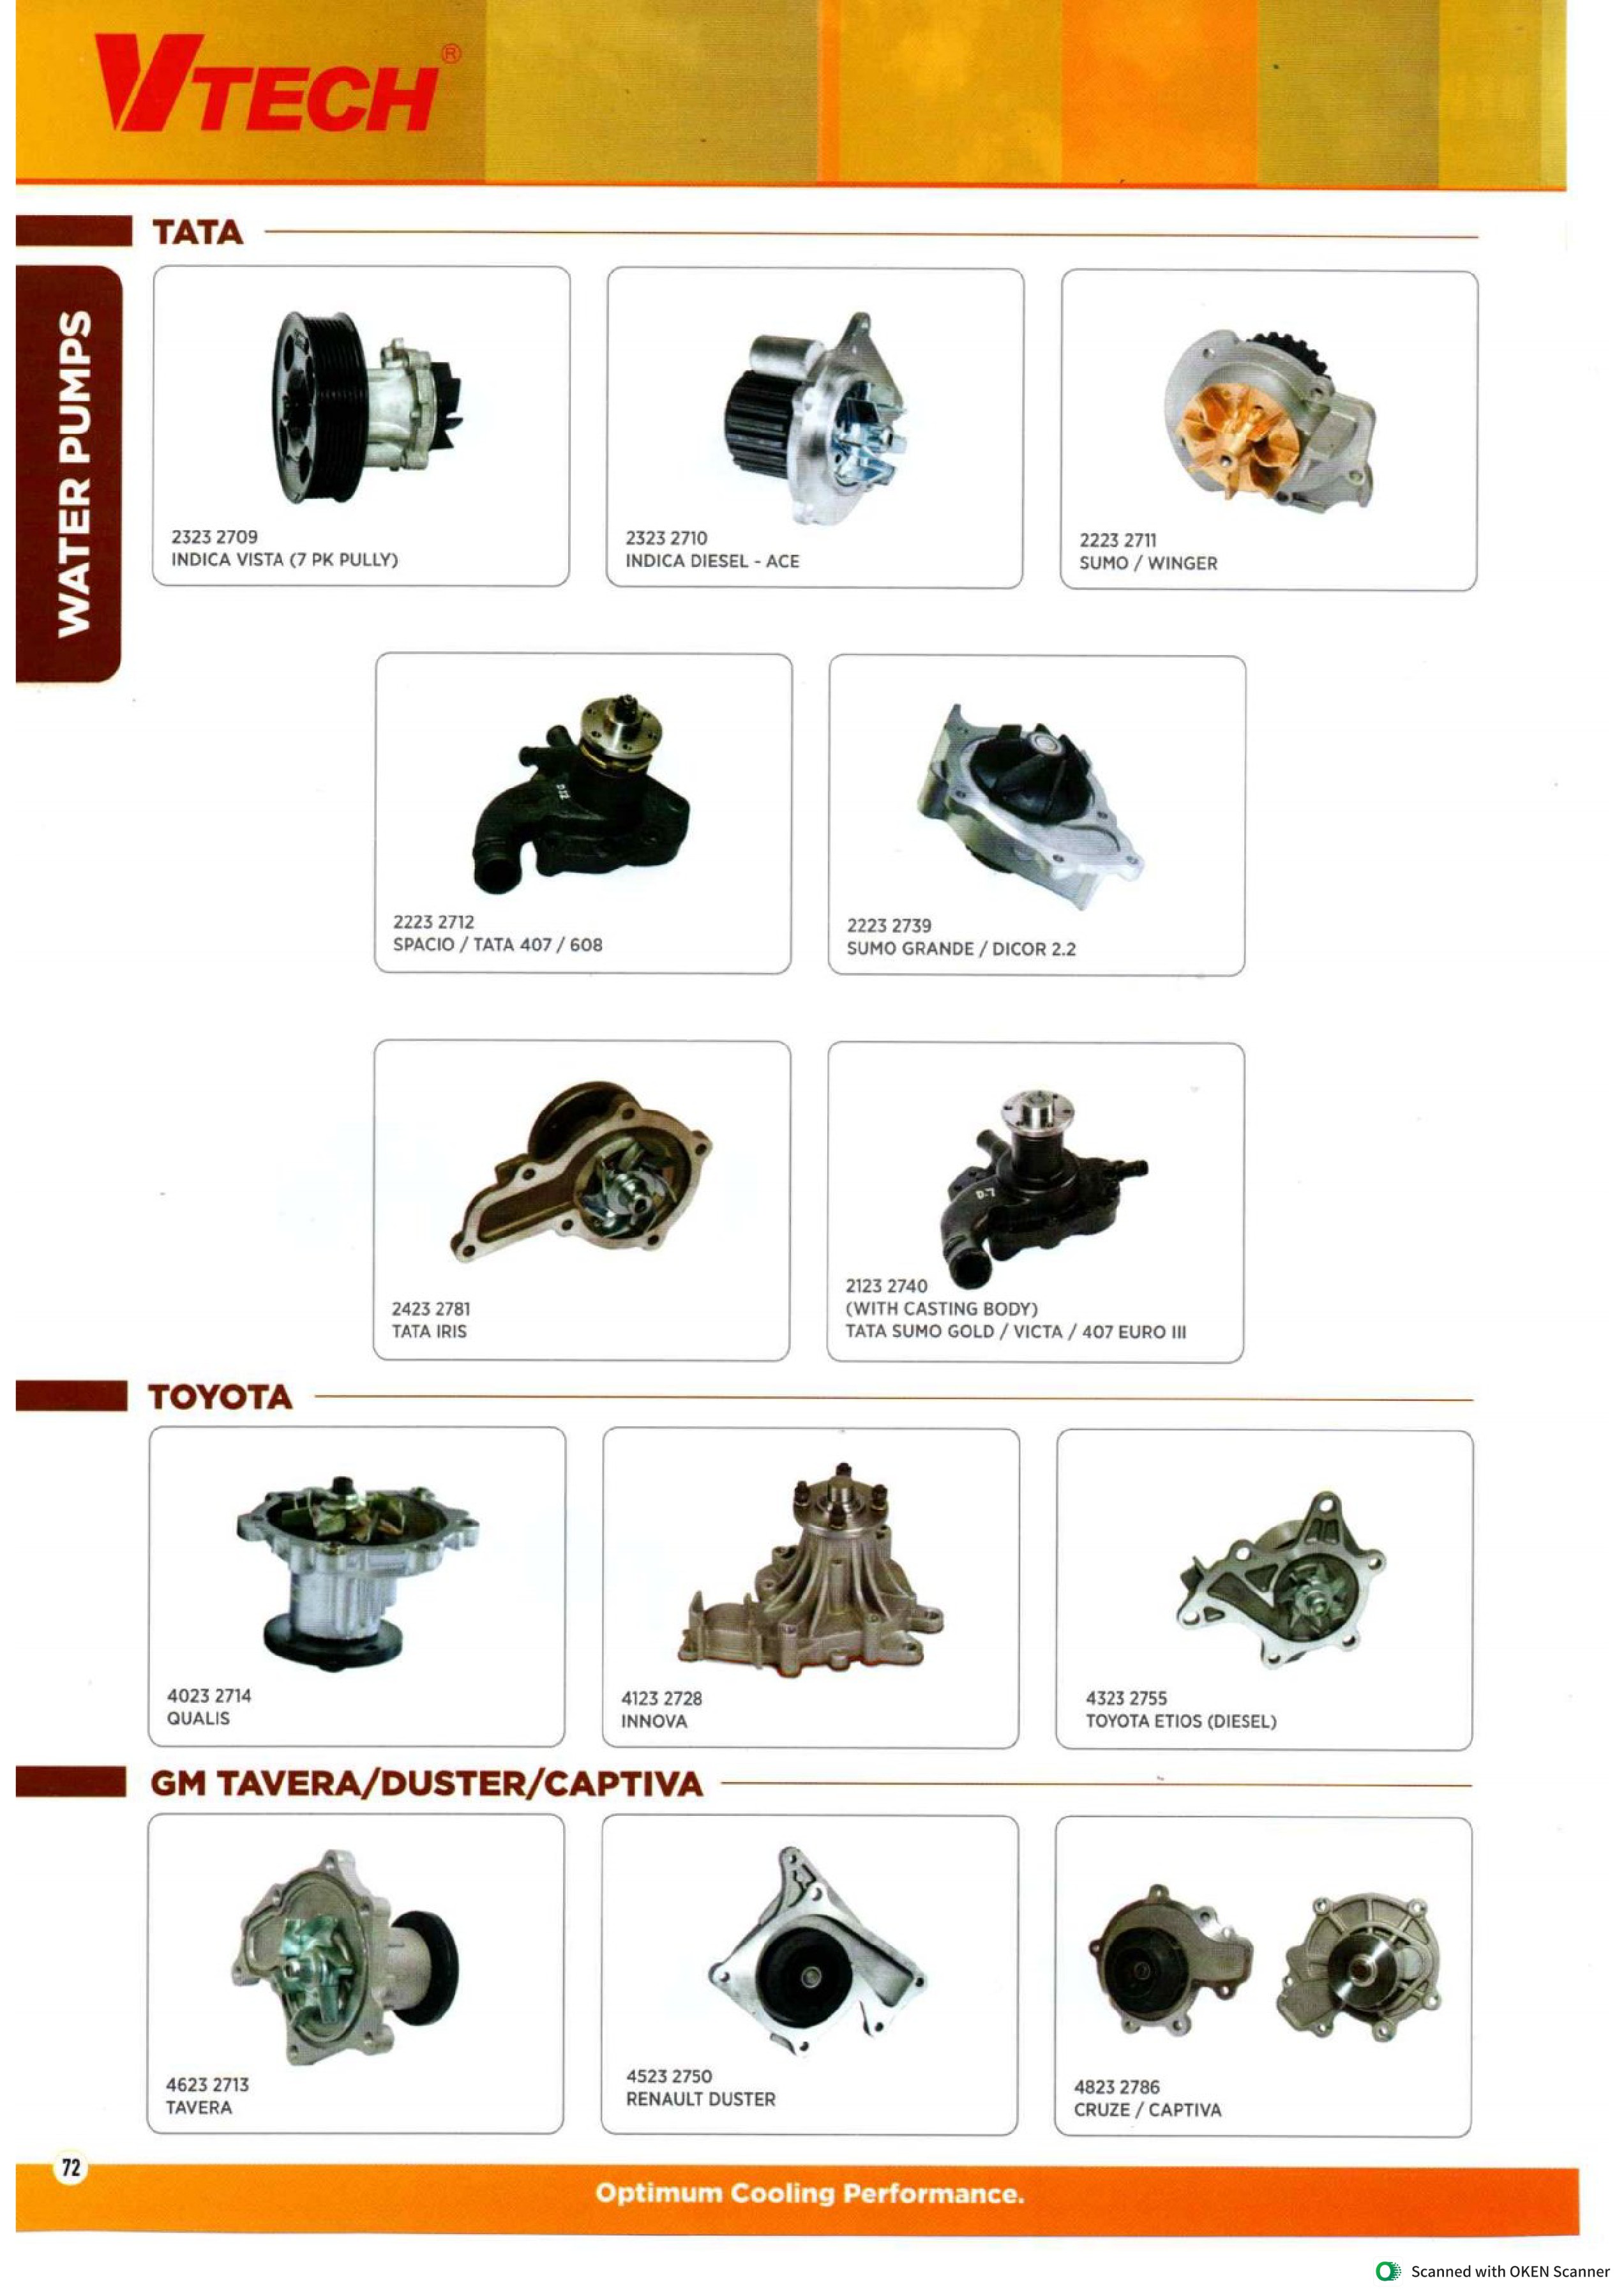 VTECH®
TATA
WATER PUMPS
2323 2709
INDICA VISTA (7 PK PULLY)
2323 2710
INDICA DIESEL - ACE
2223 2711
SUMO / WINGER
2223 2712
SPACIO / TATA 407 / 608
2223 2739
SUMO GRANDE / DICOR 2.2
2423 2781
TATA IRIS
2123 2740
(WITH CASTING BODY)
TATA SUMO GOLD / VICTA / 407 EURO III
TOYOTA
4023 2714
QUALIS
4123 2728
INNOVA
4323 2755
TOYOTA ETIOS (DIESEL)
GM TAVERA/DUSTER/CAPTIVA
4623 2713
TAVERA
4523 2750
RENAULT DUSTER
4823 2786
CRUZE / CAPTIVA
72
Optimum Cooling Performance.
Scanned with OKEN Scanner